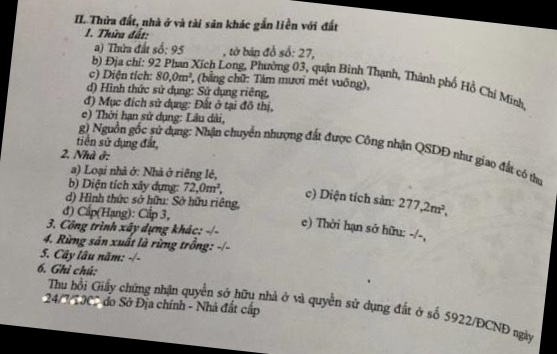 II. Thửa đất, nhà ở và tài sản khác gắn liền với đất
1. Thửa đất:
a) Thửa đất số: 95 , tờ bản đồ số: 27,
b) Địa chỉ: 92 Phan Xích Long, Phường 03, quận Bình Thạnh, Thành phố Hồ Chí Minh,
c) Diện tích: 80,0m², (bằng chữ: Tám mươi mét vuông),
d) Hình thức sử dụng: Sử dụng riêng,
đ) Mục đích sử dụng: Đất ở tại đô thị,
e) Thời hạn sử dụng: Lâu dài,
g) Nguồn gốc sử dụng: Nhận chuyển nhượng đất được Công nhận QSDĐ như giao đất có thu
tiền sử dụng đất,
2. Nhà ở:
a) Loại nhà ở: Nhà ở riêng lẻ,
b) Diện tích xây dựng: 72,0m², c) Diện tích sàn: 277,2m²,
d) Hình thức sở hữu: Sở hữu riêng,
đ) Cấp(Hạng): Cấp 3, e) Thời hạn sở hữu: -/-,
3. Công trình xây dựng khác: -/-
4. Rừng sản xuất là rừng trồng: -/-
5. Cây lâu năm: -/-
6. Ghi chú:
Thu hồi Giấy chứng nhận quyền sở hữu nhà ở và quyền sử dụng đất ở số 5922/ĐCNĐ ngày
do Sở Địa chính - Nhà đất cấp